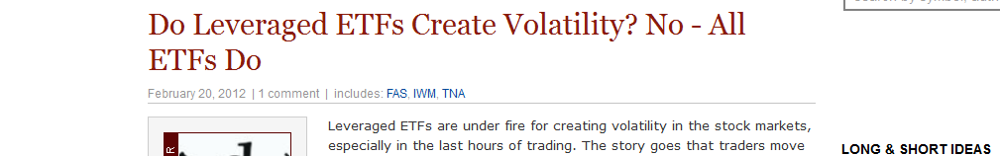 Do Leveraged ETFs Create Volatility? No - All
ETFs Do
February 20, 2012 | 1 comment | includes: FAS, IWM, TNA
Leveraged ETFs are under fire for creating volatility in the stock markets,
especially in the last hours of trading. The story goes that traders move
R
LONG & SHORT IDEAS